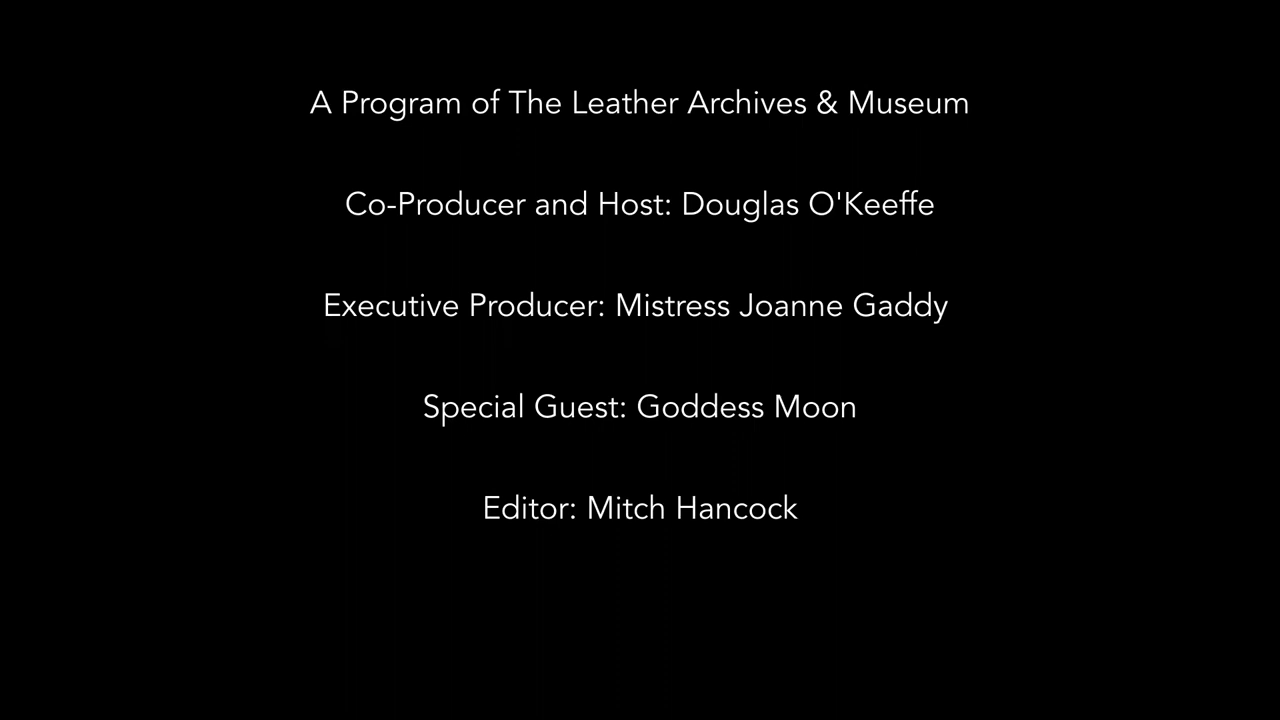 A Program of The Leather Archives & Museum
Co-Producer and Host: Douglas O'Keeffe
Executive Producer: Mistress Joanne Gaddy
Special Guest: Goddess Moon
Editor: Mitch Hancock